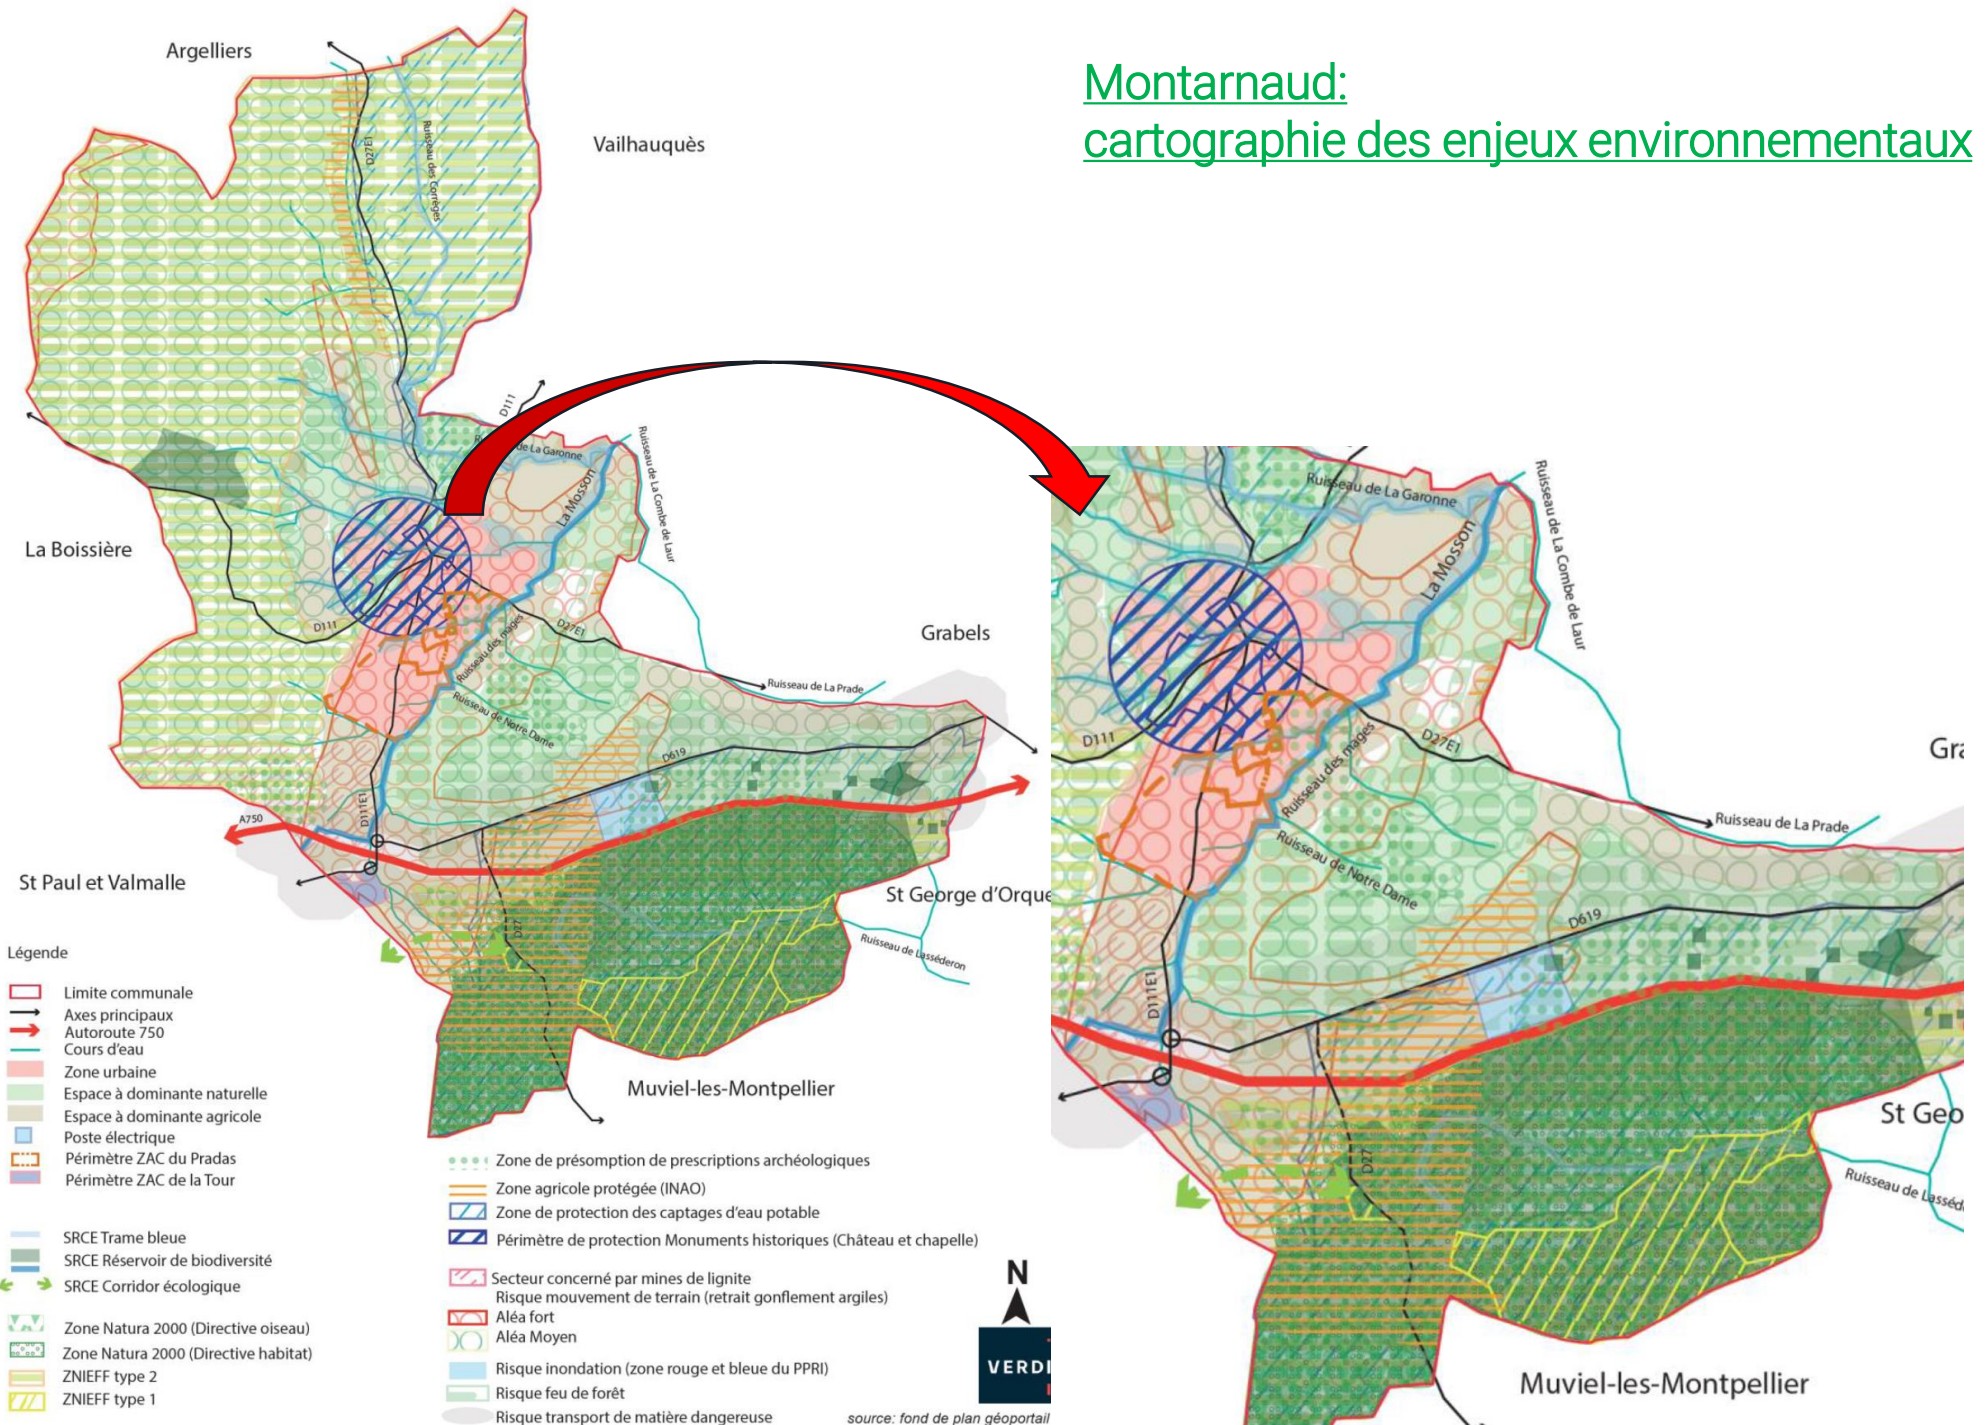 Montarnaud:
cartographie des enjeux environnementaux
Argelliers
Vailhauquès
D27E1
Ruisseau des Corrèges
D111
de La Garonne
La Mosson
Ruisseau de La Combe de Laur
La Boissière
D111
D27E1
Grabels
Ruisseau des mages
Ruisseau de La Prade
Ruisseau de Notre Dame
D619
D111E1
A750
St Paul et Valmalle
St George d'Orque
D27
Ruisseau de Lasséderon
Muviel-les-Montpellier
Légende
Limite communale
Axes principaux
Autoroute 750
Cours d'eau
Zone urbaine
Espace à dominante naturelle
Espace à dominante agricole
Poste électrique
Périmètre ZAC du Pradas
Périmètre ZAC de la Tour
SRCE Trame bleue
SRCE Réservoir de biodiversité
SRCE Corridor écologique
Zone Natura 2000 (Directive oiseau)
Zone Natura 2000 (Directive habitat)
ZNIEFF type 2
ZNIEFF type 1
Zone de présomption de prescriptions archéologiques
Zone agricole protégée (INAO)
Zone de protection des captages d'eau potable
Périmètre de protection Monuments historiques (Château et chapelle)
Secteur concerné par mines de lignite
Risque mouvement de terrain (retrait gonflement argiles)
Aléa fort
Aléa Moyen
Risque inondation (zone rouge et bleue du PPRI)
Risque feu de forêt
Risque transport de matière dangereuse
N
VERDI
source: fond de plan géoportail
Ruisseau de La Garonne
La Mosson
Ruisseau de La Combe de Laur
D111
D27E1
Gra
Ruisseau des mages
Ruisseau de La Prade
Ruisseau de Notre Dame
D619
D111E1
St Geo
D27
Ruisseau de Lasséd
Muviel-les-Montpellier